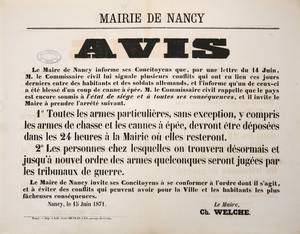 MAIRIE DE NANCY
AVIS
Le Maire de Nancy informe ses Concitoyens que, par une lettre du 14 Juin,
M. le Commissaire civil lui signale plusieurs conflits qui ont eu lieu ces jours
derniers entre des habitants et des soldats allemands, et l'informe qu'un de ceux-ci
a été blessé d'un coup de canne à épée. M. le Commissaire civil rappelle que le pays
est encore soumis à l'état de siége et à toutes ses conséquences, et il invite le
Maire à prendre l'arrêté suivant.
1° Toutes les armes particulières, sans exception, y compris
les armes de chasse et les cannes à épée, devront être déposées
dans les 24 heures à la Mairie où elles resteront.
2° Les personnes chez lesquelles on trouvera désormais et
jusqu'à nouvel ordre des armes quelconques seront jugées par
les tribunaux de guerre.
Le Maire de Nancy invite ses Concitoyens à se conformer à l'ordre dont il s'agit,
et à éviter des conflits qui peuvent avoir pour la Ville et les habitants les plus
fâcheuses conséquences.
Nancy, le 15 Juin 1871.
Le Maire,
Ch. WELCHE.